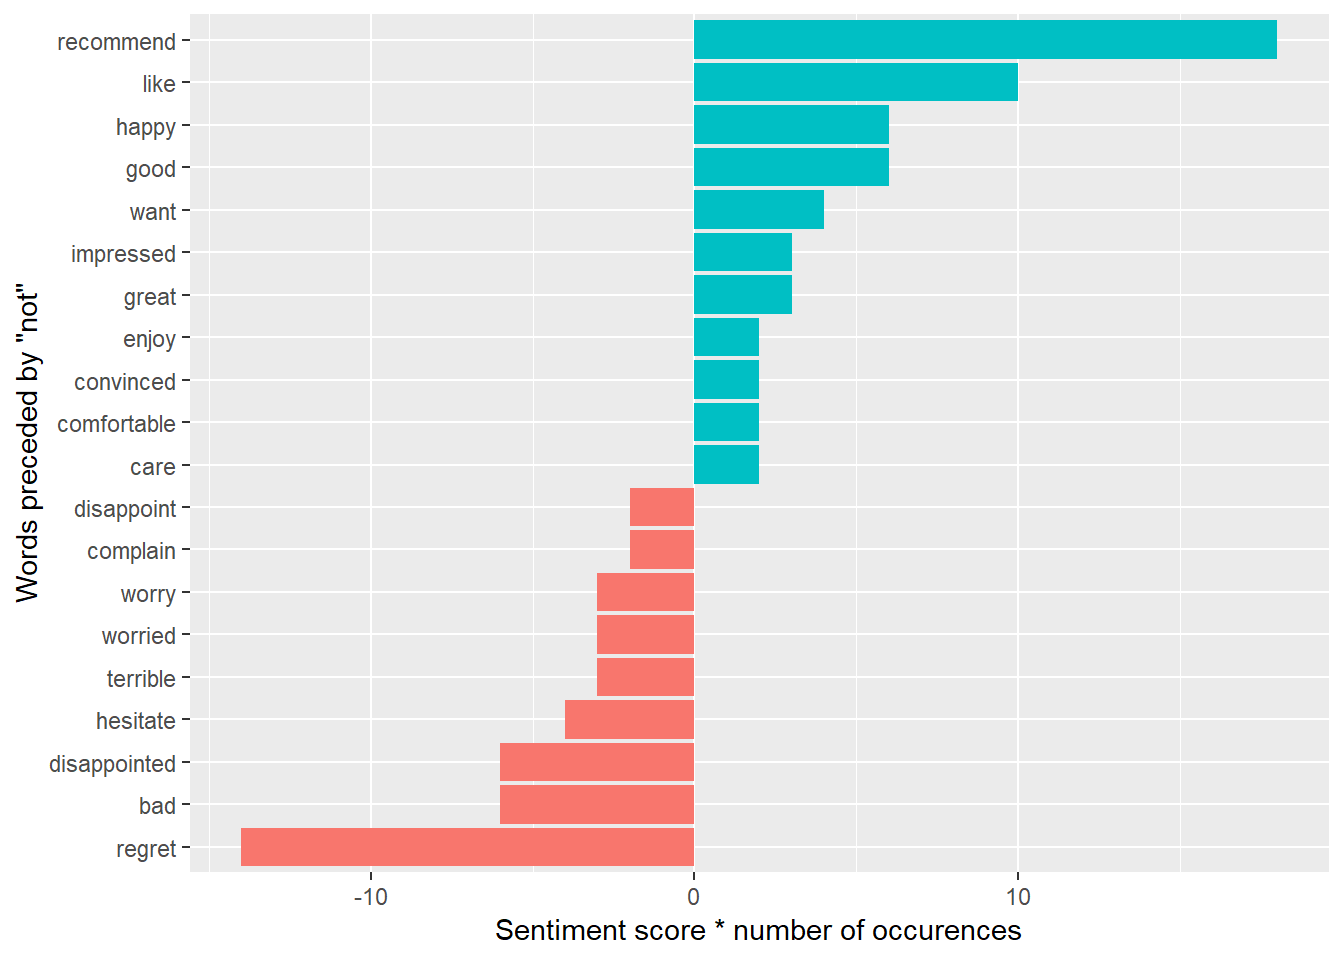 recommend
like
happy
good
want
impressed
great
enjoy
convinced
comfortable
care
disappoint
complain
worry
worried
terrible
hesitate
disappointed
bad
regret
Words preceded by "not"
-10 0 10
Sentiment score * number of occurences